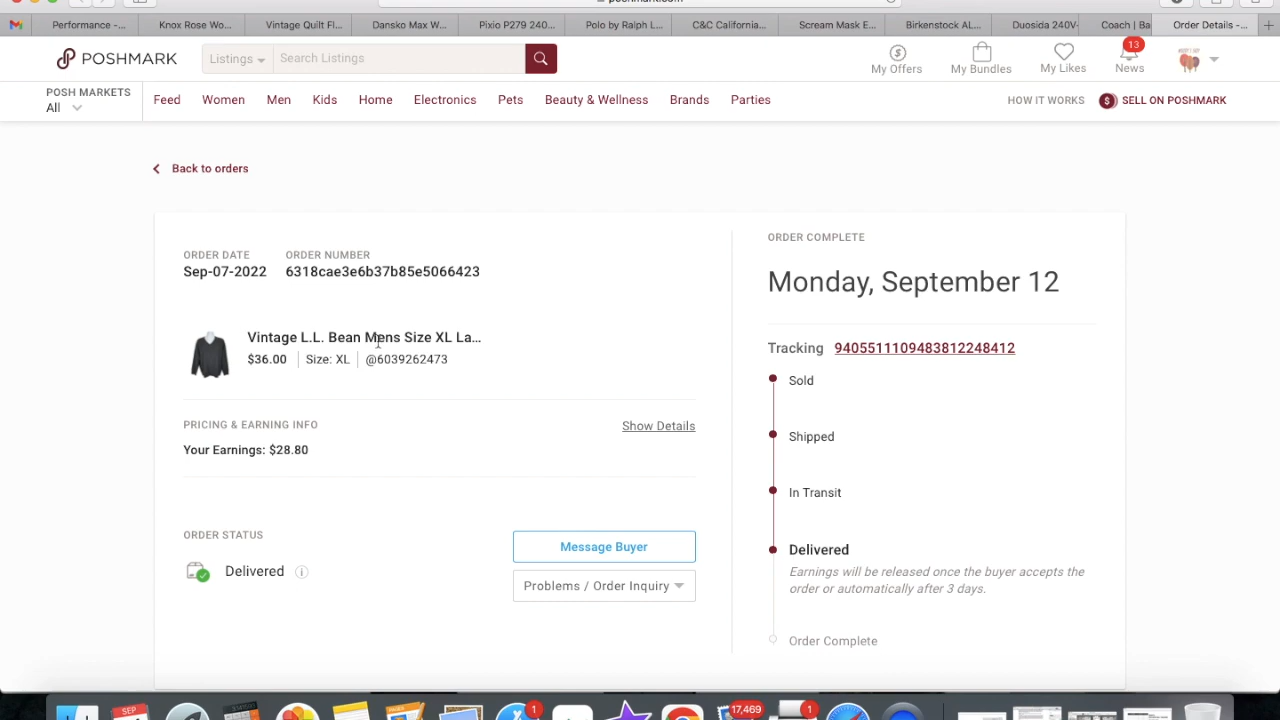 Performance -...
Knox Rose Wo...
Vintage Quilt Fl...
Dansko Max W...
Pixio P279 240...
Polo by Ralph L...
C&C California...
Scream Mask E...
Birkenstock AL...
Duosida 240V-
Coach | Ba
Order Details -...
POSHMARK
Listings
Search Listings
My Offers
My Bundles
My Likes
13
News
POSH MARKETS
All
Feed
Women
Men
Kids
Home
Electronics
Pets
Beauty & Wellness
Brands
Parties
HOW IT WORKS
SELL ON POSHMARK
Back to orders
ORDER DATE
Sep-07-2022
ORDER NUMBER
6318cae3e6b37b85e5066423
Vintage L.L. Bean Mens Size XL La...
$36.00
Size: XL
@6039262473
PRICING & EARNING INFO
Show Details
Your Earnings: $28.80
ORDER STATUS
Delivered
Message Buyer
Problems / Order Inquiry
ORDER COMPLETE
Monday, September 12
Tracking 9405511109483812248412
Sold
Shipped
In Transit
Delivered
Earnings will be released once the buyer accepts the
order or automatically after 3 days.
Order Complete
SEP
PAGES
1
17,469
1